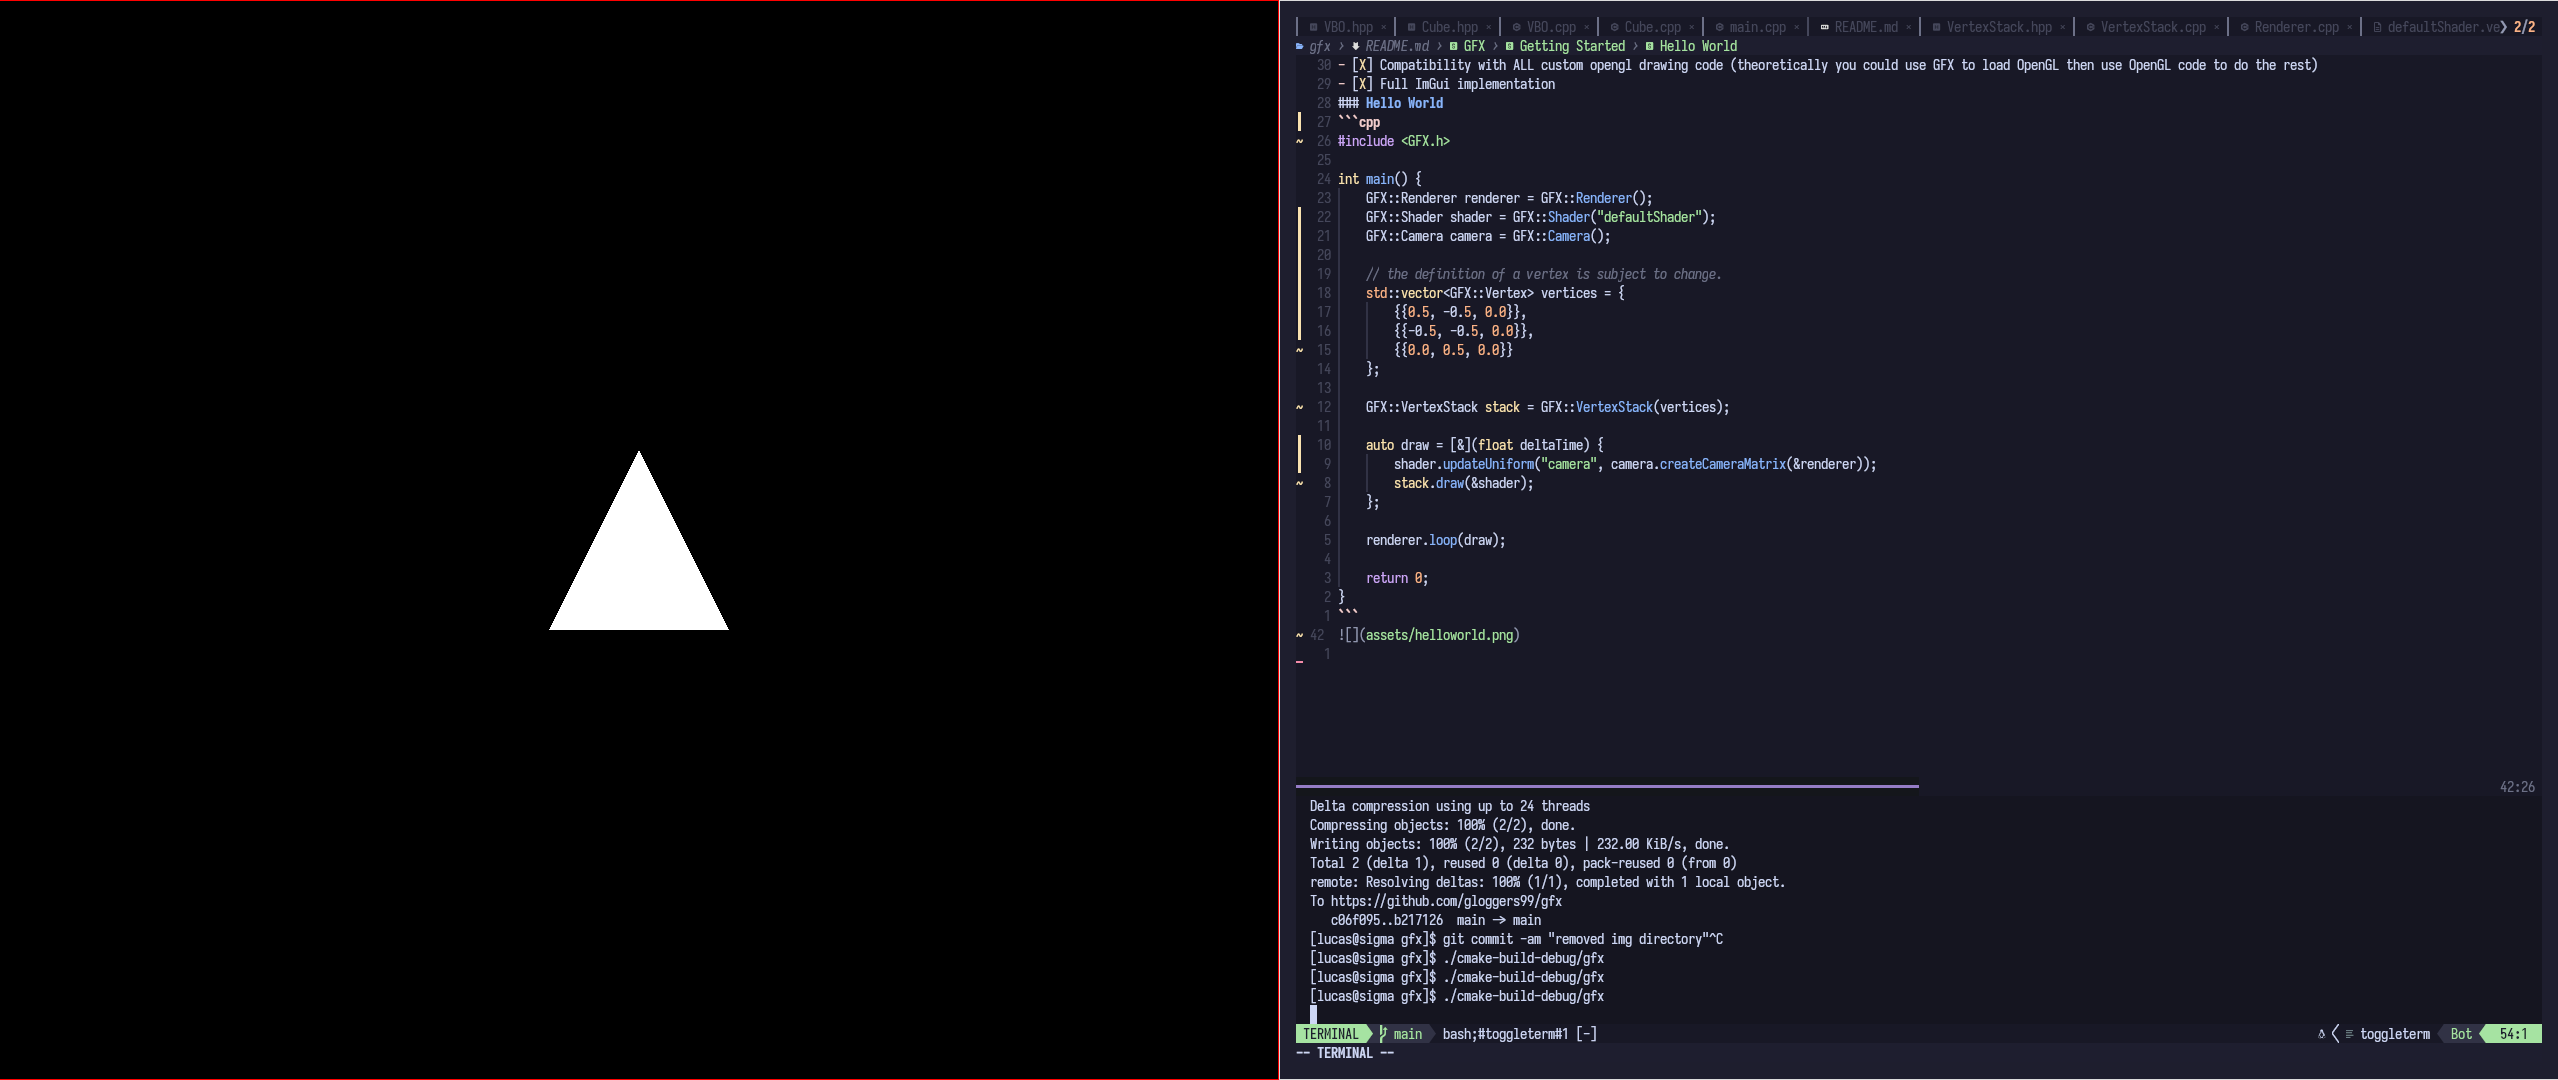 VBO.hpp × Cube.hpp × VBO.cpp × Cube.cpp × main.cpp × README.md × VertexStack.hpp × VertexStack.cpp × Renderer.cpp × defaultShader.ve❯ 2/2
gfx › README.md › GFX › Getting Started › Hello World
30 - [X] Compatibility with ALL custom opengl drawing code (theoretically you could use GFX to load OpenGL then use OpenGL code to do the rest)
29 - [X] Full ImGui implementation
28 ### Hello World
27 ```cpp
~ 26 #include <GFX.h>
25
24 int main() {
23     GFX::Renderer renderer = GFX::Renderer();
22     GFX::Shader shader = GFX::Shader("defaultShader");
21     GFX::Camera camera = GFX::Camera();
20
19     // the definition of a vertex is subject to change.
18     std::vector<GFX::Vertex> vertices = {
17         {{0.5, -0.5, 0.0}},
16         {{-0.5, -0.5, 0.0}},
~ 15         {{0.0, 0.5, 0.0}}
14     };
13
~ 12     GFX::VertexStack stack = GFX::VertexStack(vertices);
11
10     auto draw = [&](float deltaTime) {
9         shader.updateUniform("camera", camera.createCameraMatrix(&renderer));
~ 8         stack.draw(&shader);
7     };
6
5     renderer.loop(draw);
4
3     return 0;
2 }
1 ```
~ 42 ![](assets/helloworld.png)
1
42:26
Delta compression using up to 24 threads
Compressing objects: 100% (2/2), done.
Writing objects: 100% (2/2), 232 bytes | 232.00 KiB/s, done.
Total 2 (delta 1), reused 0 (delta 0), pack-reused 0 (from 0)
remote: Resolving deltas: 100% (1/1), completed with 1 local object.
To https://github.com/gloggers99/gfx
   c06f095..b217126  main -> main
[lucas@sigma gfx]$ git commit -am "removed img directory"^C
[lucas@sigma gfx]$ ./cmake-build-debug/gfx
[lucas@sigma gfx]$ ./cmake-build-debug/gfx
[lucas@sigma gfx]$ ./cmake-build-debug/gfx
TERMINAL main bash;#toggleterm#1 [-] toggleterm Bot 54:1
-- TERMINAL --